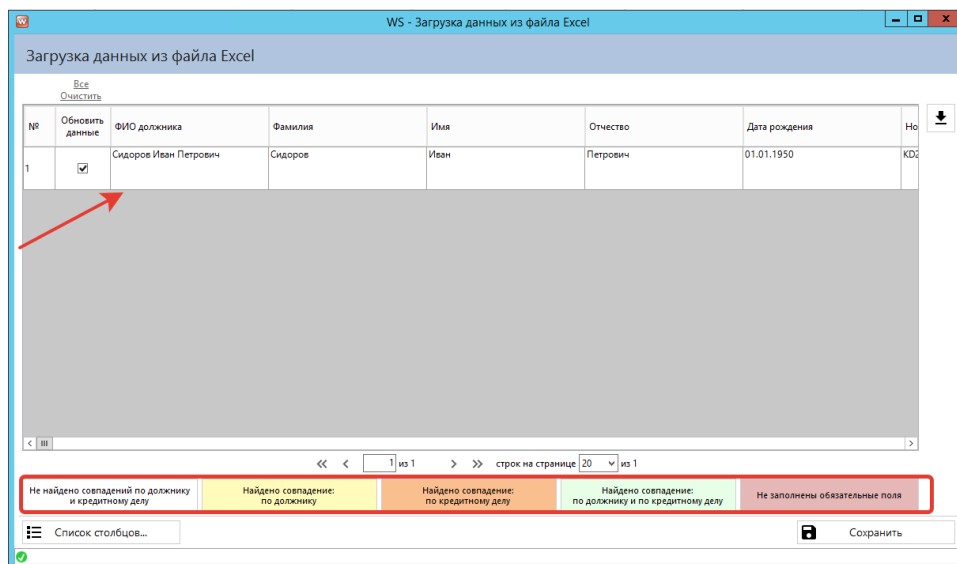 WS - Загрузка данных из файла Excel
Загрузка данных из файла Excel
Все
Очистить
№ Обновить данные ФИО должника Фамилия Имя Отчество Дата рождения Но
1 Сидоров Иван Петрович Сидоров Иван Петрович 01.01.1950 KD2
1 из 1 строк на странице 20 из 1
Не найдено совпадений по должнику
и кредитному делу
Найдено совпадение:
по должнику
Найдено совпадение:
по кредитному делу
Найдено совпадение:
по должнику и по кредитному делу
Не заполнены обязательные поля
Список столбцов...
Сохранить